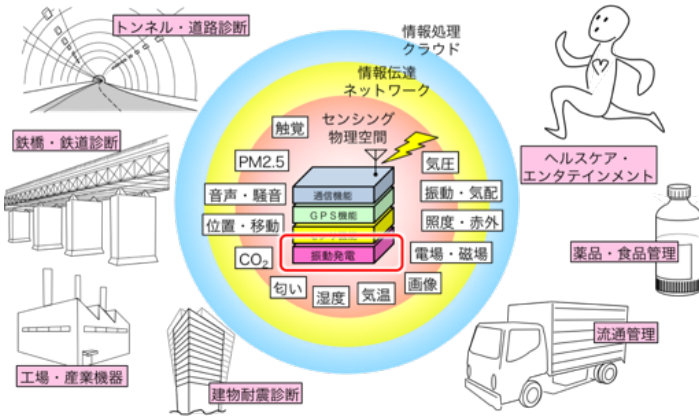 トンネル・道路診断
情報処理
クラウド
情報伝達
ネットワーク
センシング
物理空間
触覚
PM2.5
音声・騒音
位置・移動
CO₂
匂い
湿度
気温
画像
電場・磁場
照度・赤外
振動・気配
気圧
通信機能
GPS機能
振動発電
鉄橋・鉄道診断
工場・産業機器
建物耐震診断
ヘルスケア・
エンタテインメント
薬品・食品管理
流通管理